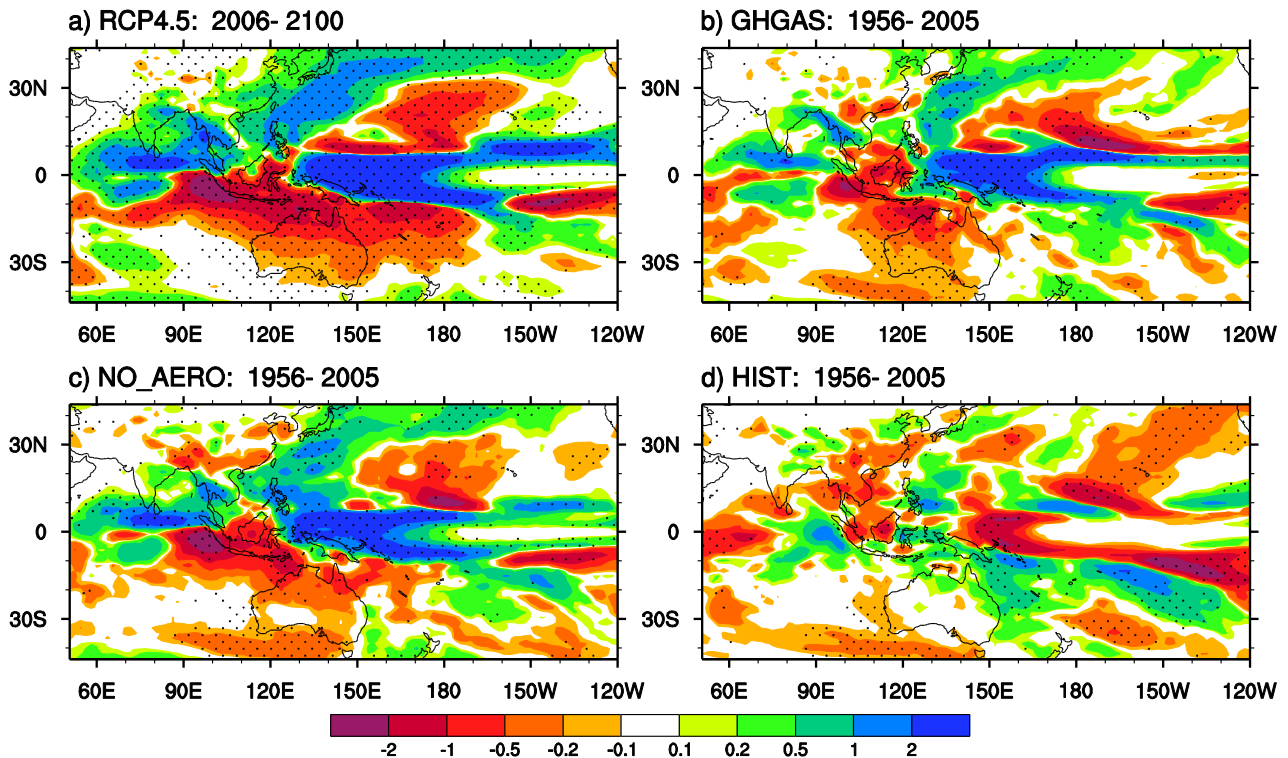 a) RCP4.5: 2006- 2100
b) GHGAS: 1956- 2005
30N
0
30S
30N
0
30S
60E 90E 120E 150E 180 150W 120W
60E 90E 120E 150E 180 150W 120W
c) NO_AERO: 1956- 2005
d) HIST: 1956- 2005
30N
0
30S
30N
0
30S
60E 90E 120E 150E 180 150W 120W
60E 90E 120E 150E 180 150W 120W
-2 -1 -0.5 -0.2 -0.1 0.1 0.2 0.5 1 2